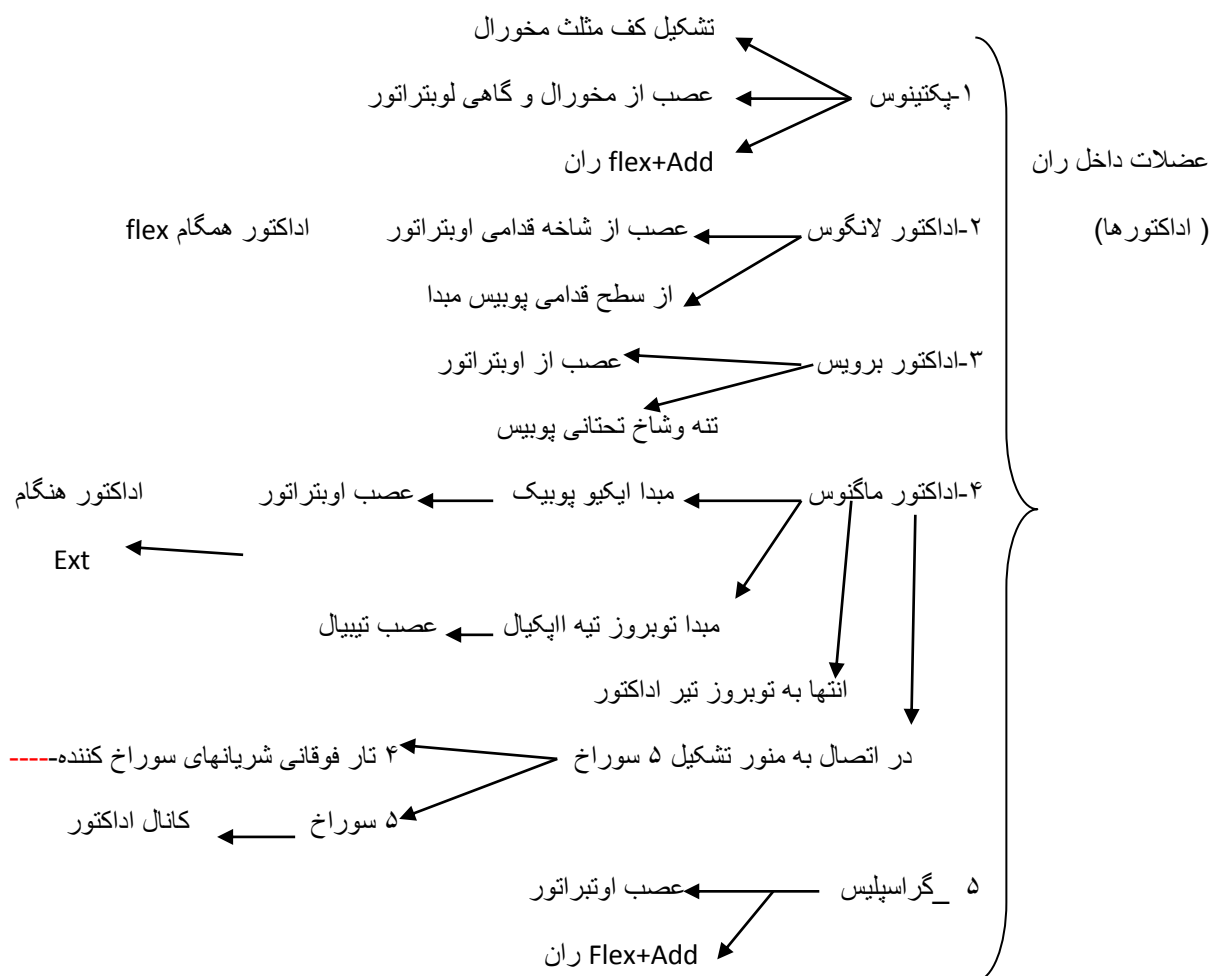 تشکیل کف مثلث مخورال
۱-پکتینوس عصب از مخورال و گاهی لوبتراتور
عضلات داخل ران flex+Add ران
( اداکتورها) ۲-اداکتور لانگوس عصب از شاخه قدامی اوبتراتور اداکتور همگام flex
از سطح قدامی پوبیس مبدا
۳-اداکتور برویس عصب از اوبتراتور
تنه وشاخ تحتانی پوبیس
۴-اداکتور ماگنوس مبدا ایکیو پوبیک عصب اوبتراتور اداکتور هنگام
Ext
مبدا توبروز تیه ااپکیال عصب تیبیال
انتها به توبروز تیر اداکتور
در اتصال به منور تشکیل ۵ سوراخ ۴ تار فوقانی شریانهای سوراخ کننده-----
۵ سوراخ کانال اداکتور
۵ _گراسپلیس عصب اوتبراتور
Flex+Add ران